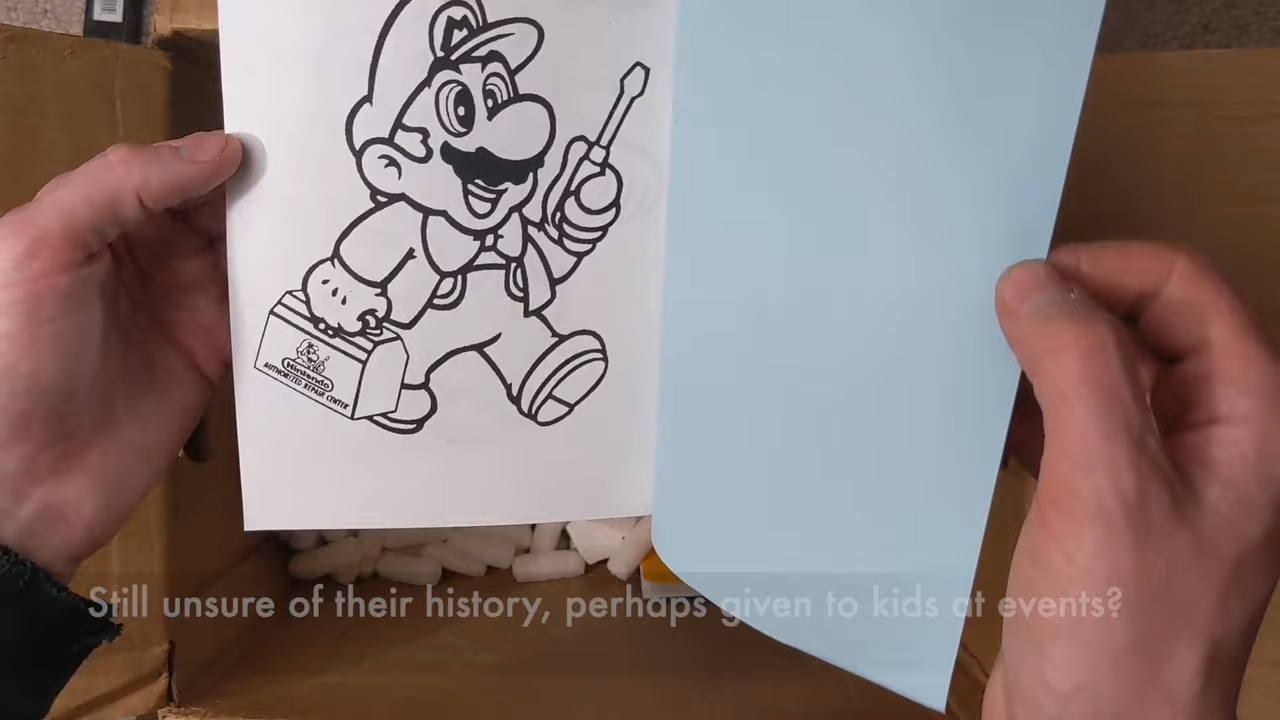 M
Nintendo
AUTHORIZED REPAIR CENTER
Still unsure of their history, perhaps given to kids at events?